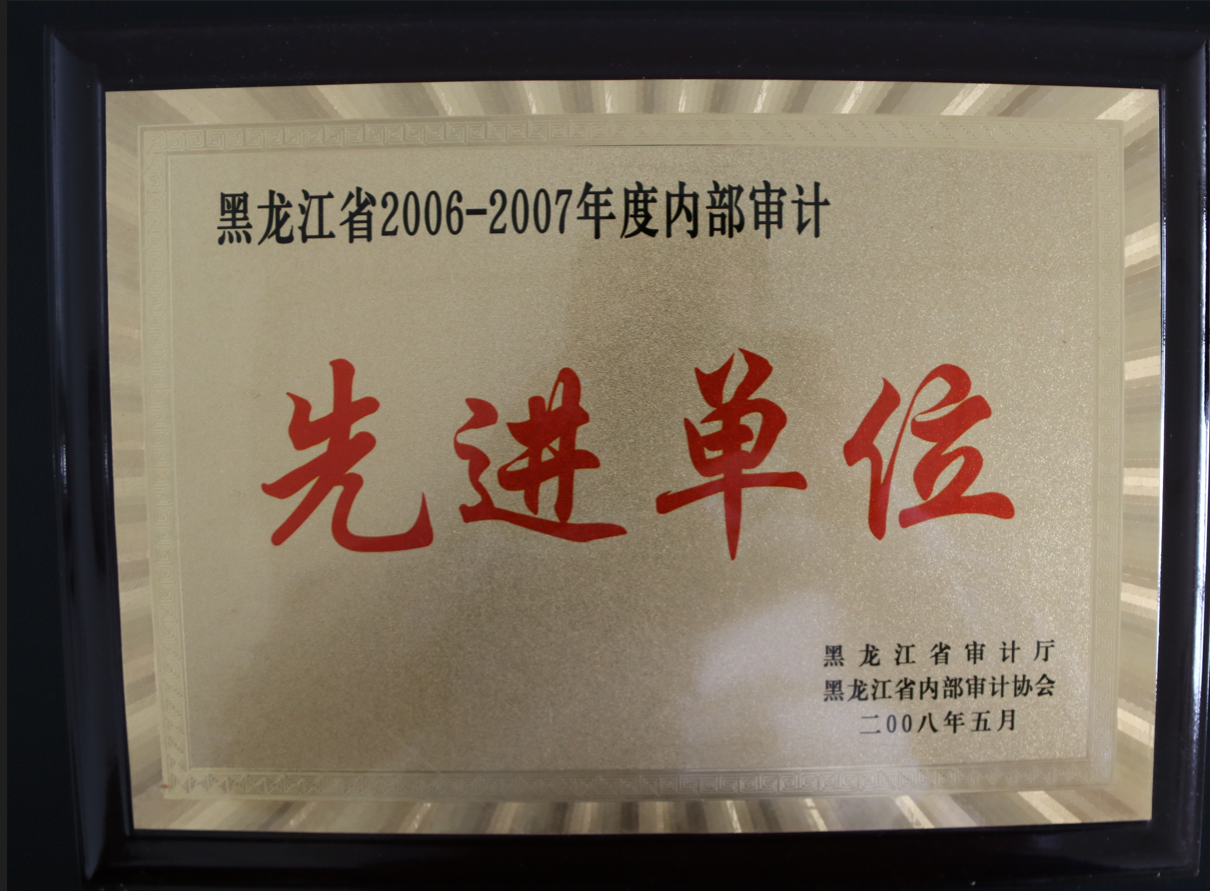 黑龙江省2006-2007年度内部审计
先进单位
黑龙江省审计厅
黑龙江省内部审计协会
二00八年五月